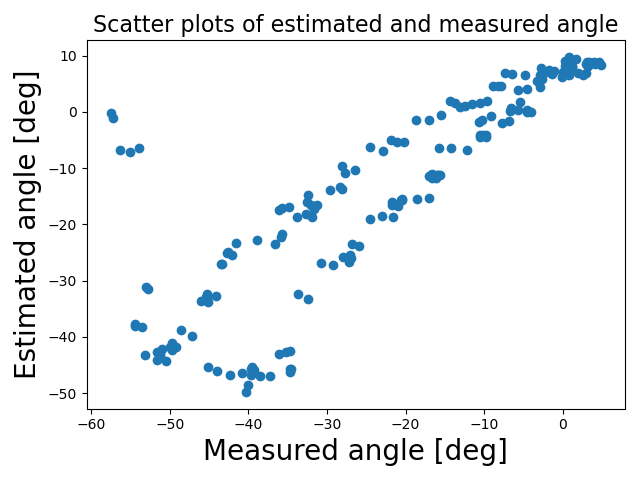 Scatter plots of estimated and measured angle
10
0
−10
−20
−30
−40
−50
Estimated angle [deg]
−60 −50 −40 −30 −20 −10 0
Measured angle [deg]